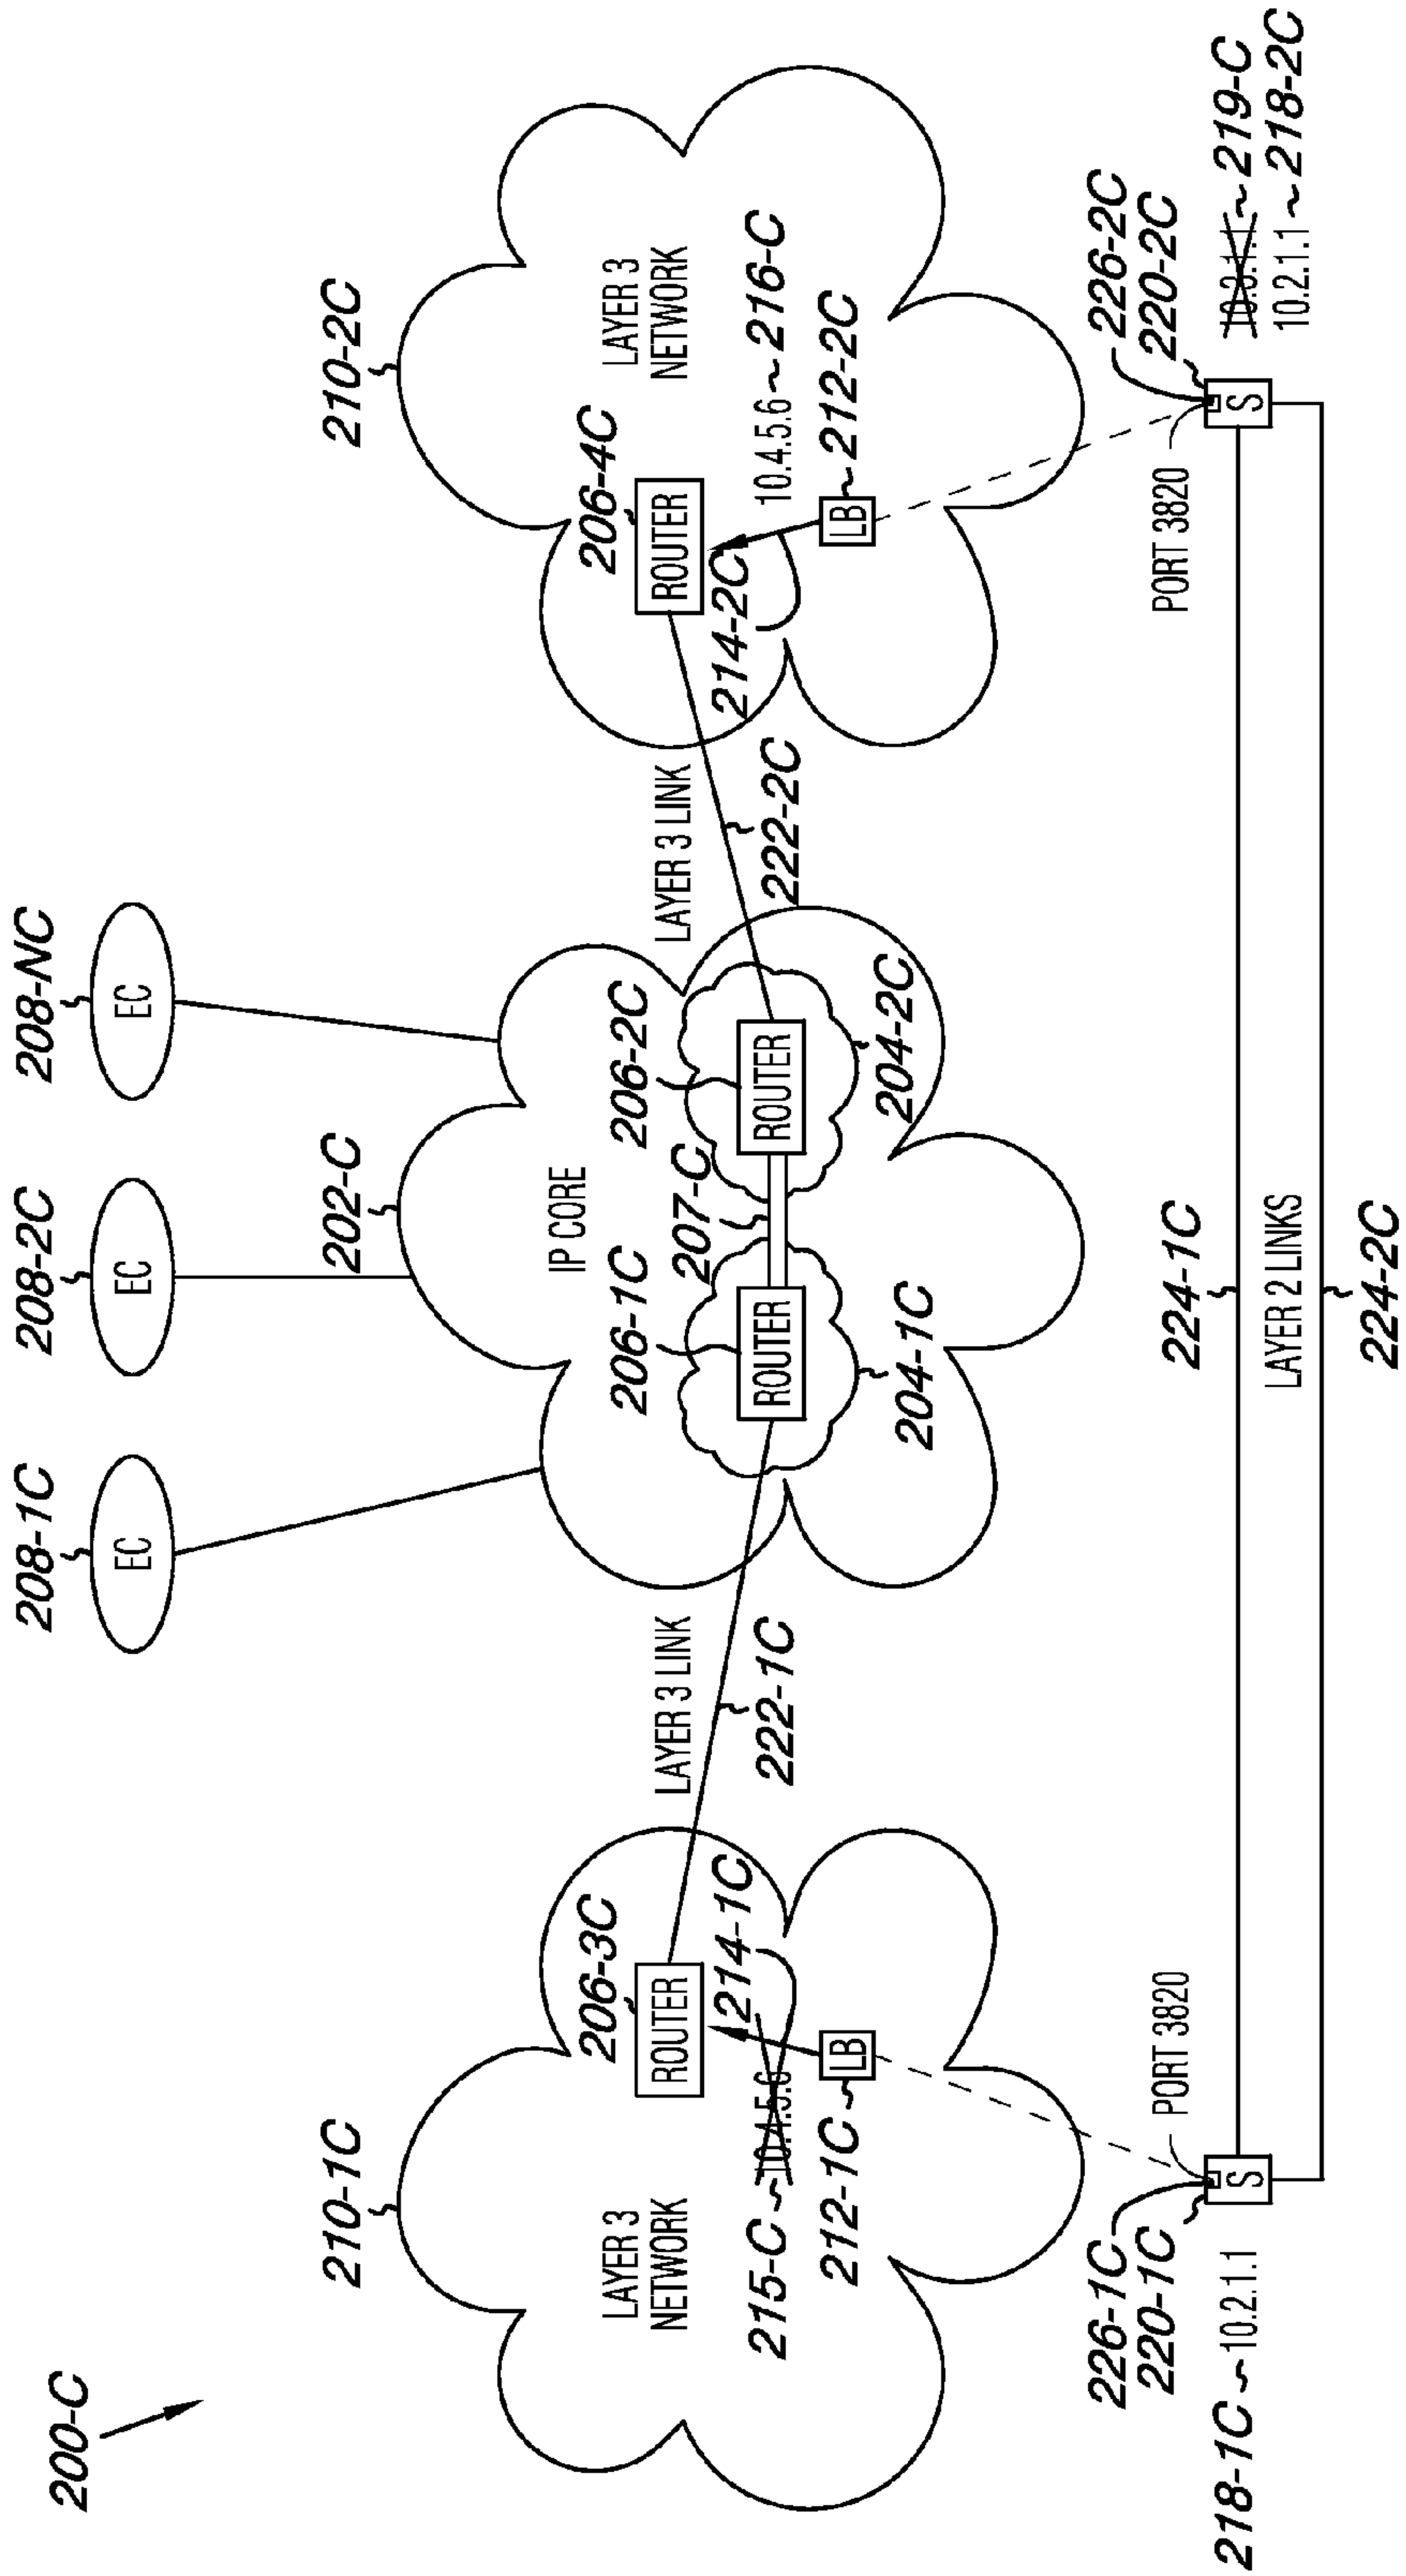 200-C
208-1C
EC
208-2C
EC
208-NC
EC
210-1C
202-C
210-2C
LAYER 3
NETWORK
206-3C
ROUTER
LAYER 3 LINK
222-1C
IP CORE
206-1C
ROUTER
204-1C
207-C
206-2C
ROUTER
204-2C
LAYER 3 LINK
222-2C
206-4C
ROUTER
LAYER 3
NETWORK
214-1C
215-C 10.4.5.6
212-1C
LB
214-2C
10.4.5.6 216-C
LB
212-2C
226-1C
220-1C
PORT 3820
S
218-1C 10.2.1.1
224-1C
LAYER 2 LINKS
224-2C
PORT 3820
226-2C
220-2C
S
10.3.1.1 219-C
10.2.1.1 218-2C